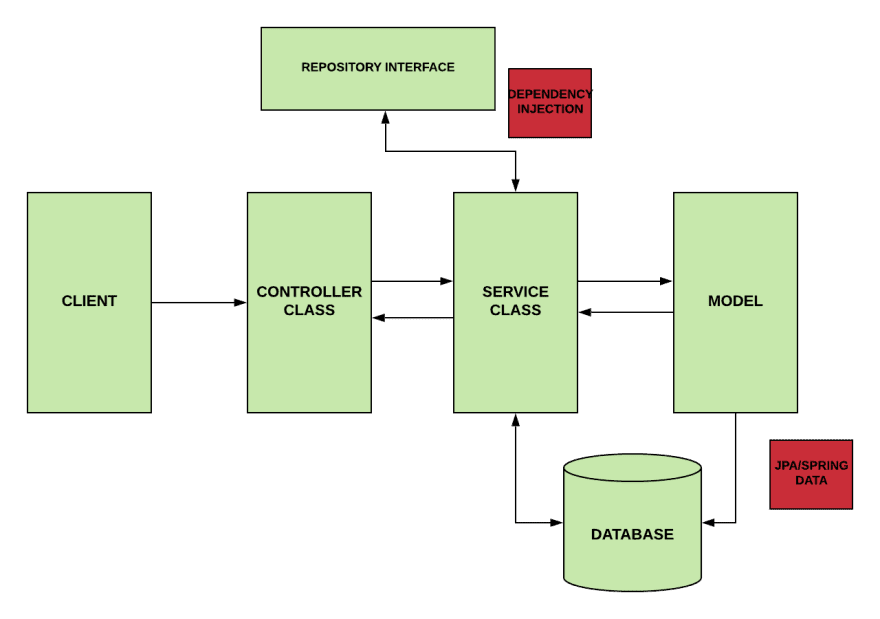 REPOSITORY INTERFACE
DEPENDENCY
INJECTION
CLIENT
CONTROLLER
CLASS
SERVICE
CLASS
MODEL
JPA/SPRING
DATA
DATABASE